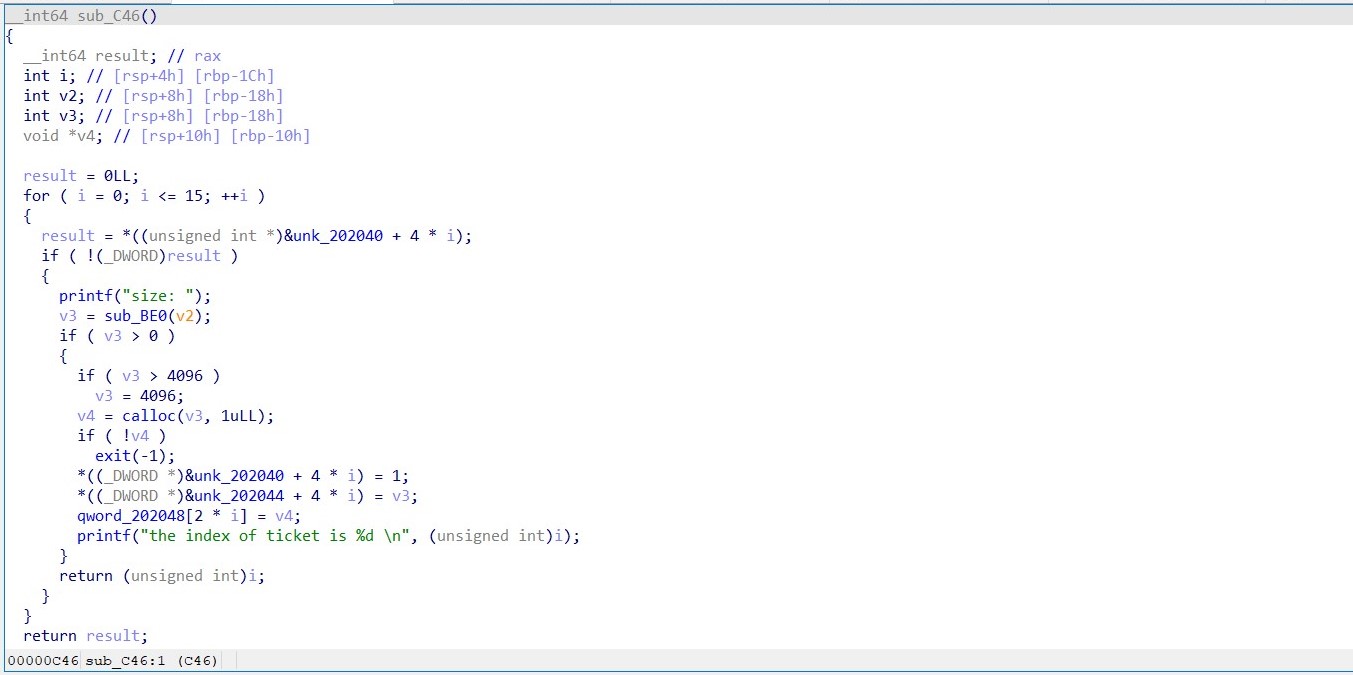 __int64 sub_C46()
{
  __int64 result; // rax
  int i; // [rsp+4h] [rbp-1Ch]
  int v2; // [rsp+8h] [rbp-18h]
  int v3; // [rsp+8h] [rbp-18h]
  void *v4; // [rsp+10h] [rbp-10h]

  result = 0LL;
  for ( i = 0; i <= 15; ++i )
  {
    result = *((unsigned int *)&unk_202040 + 4 * i);
    if ( !(_DWORD)result )
    {
      printf("size: ");
      v3 = sub_BE0(v2);
      if ( v3 > 0 )
      {
        if ( v3 > 4096 )
          v3 = 4096;
        v4 = calloc(v3, 1uLL);
        if ( !v4 )
          exit(-1);
        *((_DWORD *)&unk_202040 + 4 * i) = 1;
        *((_DWORD *)&unk_202044 + 4 * i) = v3;
        qword_202048[2 * i] = v4;
        printf("the index of ticket is %d \n", (unsigned int)i);
      }
      return (unsigned int)i;
    }
  }
  return result;
00000C46 sub_C46:1 (C46)